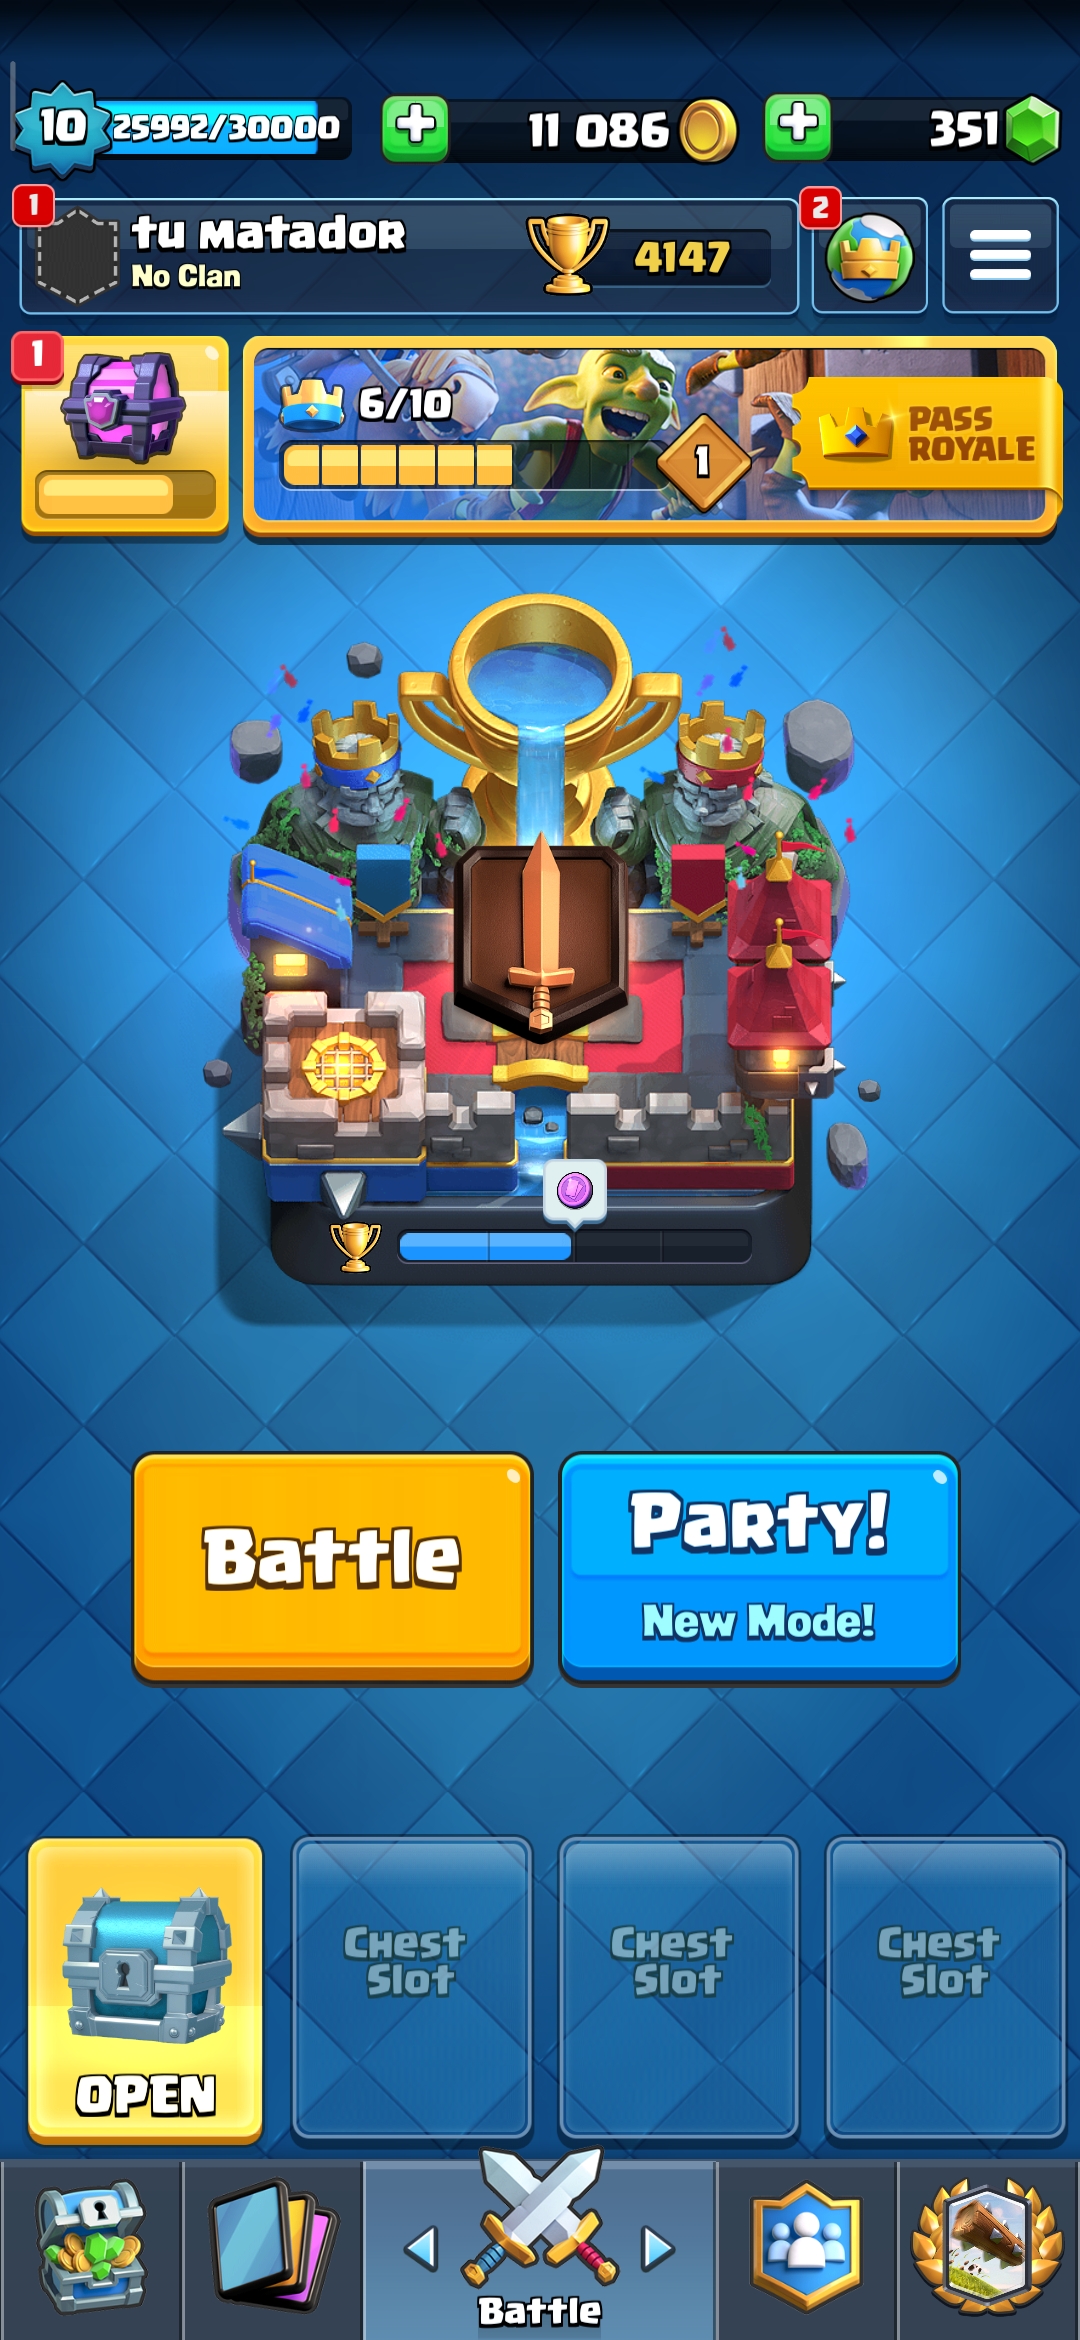 10
25992/30000
11 086
351
1
tu Matador
No Clan
4147
2
1
6/10
1
PASS
ROYALE
Battle
Party!
New Mode!
OPEN
Chest
Slot
Chest
Slot
Chest
Slot
Battle